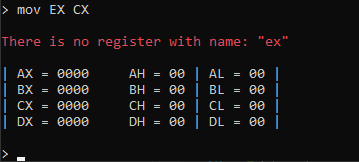 > mov EX CX
There is no register with name: "ex"
| AX = 0000     AH = 00 | AL = 00 |
| BX = 0000     BH = 00 | BL = 00 |
| CX = 0000     CH = 00 | CL = 00 |
| DX = 0000     DH = 00 | DL = 00 |
> _